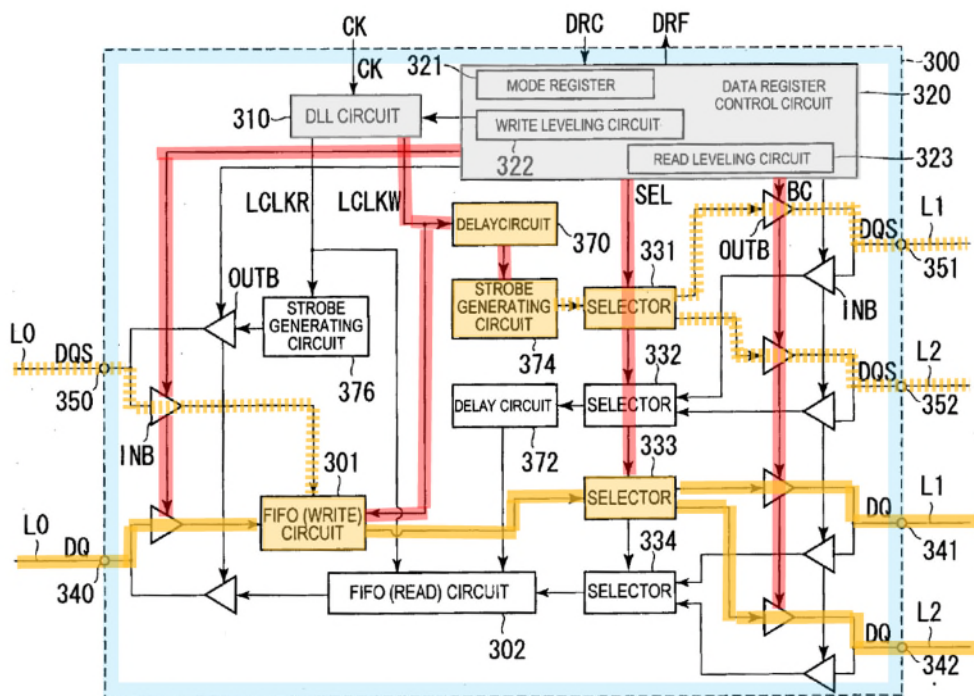 CK
DRC
DRF
300
CK
321
MODE REGISTER
DATA REGISTER
CONTROL CIRCUIT
320
310
DLL CIRCUIT
WRITE LEVELING CIRCUIT
322
READ LEVELING CIRCUIT
323
LCLKR
LCLKW
SEL
BC
L1
DELAYCIRCUIT
370
331
OUTB
DQS
351
OUTB
STROBE
GENERATING
CIRCUIT
STROBE
GENERATING
CIRCUIT
SELECTOR
INB
L0
DQS
374
332
L2
DQS
350
376
DELAY CIRCUIT
SELECTOR
352
INB
301
372
333
L0
FIFO (WRITE)
CIRCUIT
SELECTOR
L1
DQ
DQ
340
334
341
FIFO (READ) CIRCUIT
SELECTOR
L2
302
DQ
342